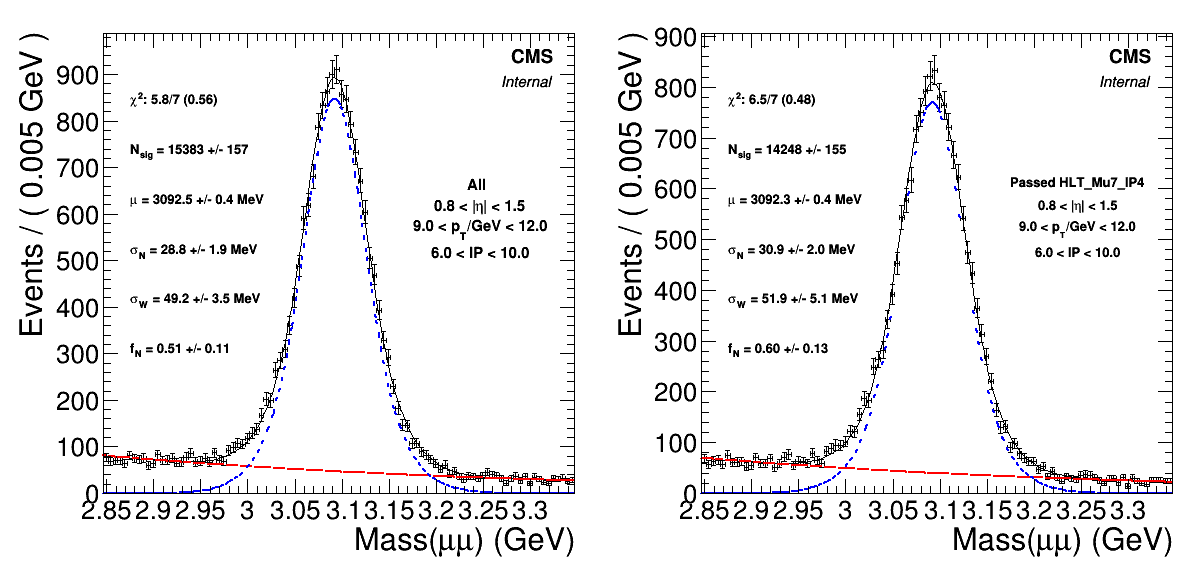 Events / ( 0.005 GeV )
900
800
700
600
500
400
300
200
100
0
CMS
Internal
χ²: 5.8/7 (0.56)
N_sig = 15383 +/- 157
μ = 3092.5 +/- 0.4 MeV
σ_N = 28.8 +/- 1.9 MeV
σ_W = 49.2 +/- 3.5 MeV
f_N = 0.51 +/- 0.11
All
0.8 < |η| < 1.5
9.0 < p_T/GeV < 12.0
6.0 < IP < 10.0
2.85 2.9 2.95 3 3.05 3.1 3.15 3.2 3.25 3.3
Mass(μμ) (GeV)
Events / ( 0.005 GeV )
900
800
700
600
500
400
300
200
100
0
CMS
Internal
χ²: 6.5/7 (0.48)
N_sig = 14248 +/- 155
μ = 3092.3 +/- 0.4 MeV
σ_N = 30.9 +/- 2.0 MeV
σ_W = 51.9 +/- 5.1 MeV
f_N = 0.60 +/- 0.13
Passed HLT_Mu7_IP4
0.8 < |η| < 1.5
9.0 < p_T/GeV < 12.0
6.0 < IP < 10.0
2.85 2.9 2.95 3 3.05 3.1 3.15 3.2 3.25 3.3
Mass(μμ) (GeV)